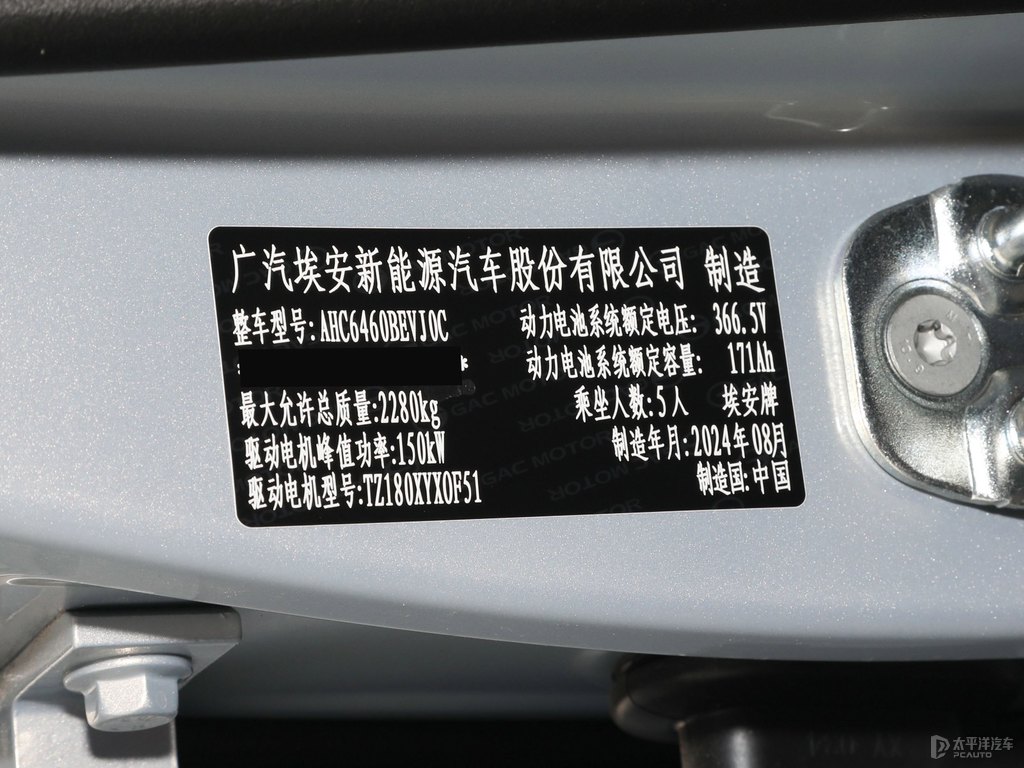 广汽埃安新能源汽车股份有限公司 制造
整车型号:AHC6460BEVJ0C 动力电池系统额定电压: 366.5V
动力电池系统额定容量: 171Ah
最大允许总质量:2280kg 乘坐人数:5人 埃安牌
驱动电机峰值功率:150kW 制造年月:2024年08月
驱动电机型号:TZ180XYX0F51 制造国:中国
GAC MOTOR
太平洋汽车
PCAUTO